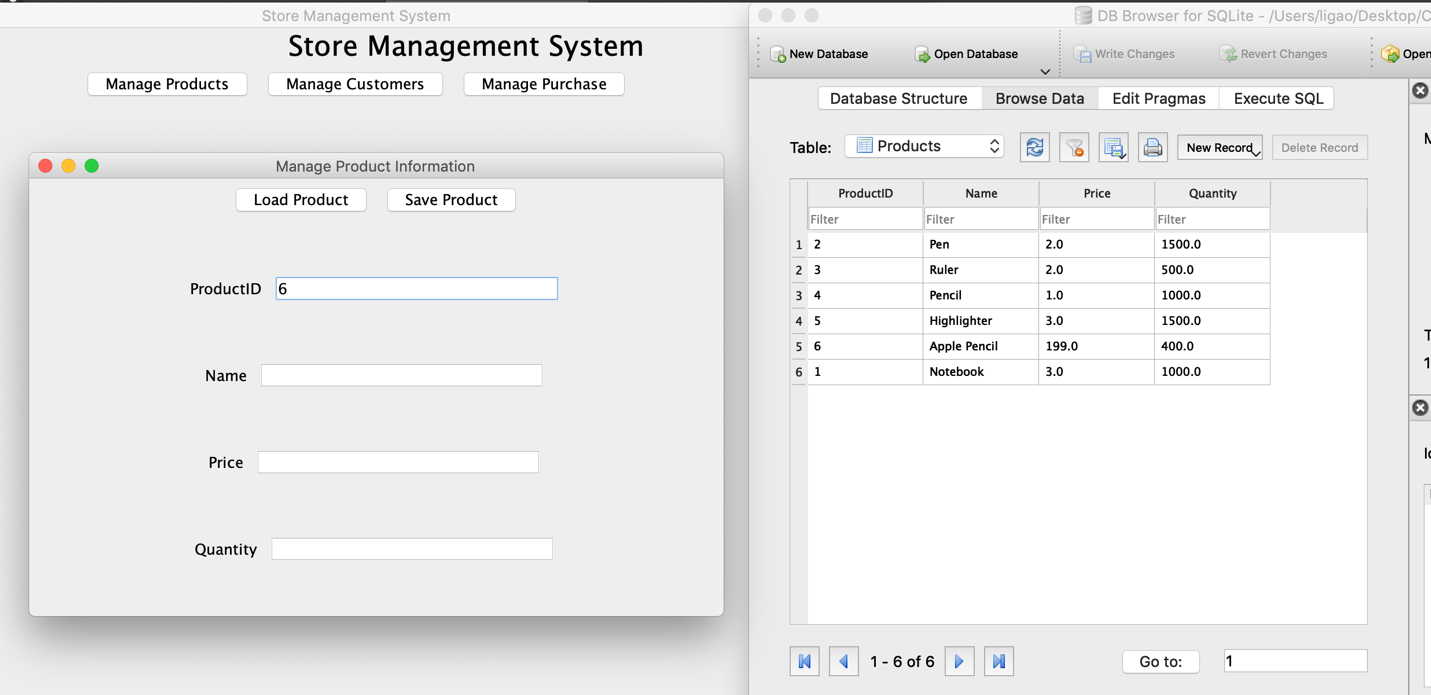 Store Management System
Store Management System
Manage Products Manage Customers Manage Purchase
Manage Product Information
Load Product Save Product
ProductID 6
Name
Price
Quantity
DB Browser for SQLite - /Users/ligao/Desktop/C
New Database Open Database Write Changes Revert Changes Open
Database Structure Browse Data Edit Pragmas Execute SQL
Table: Products New Record Delete Record
ProductID Name Price Quantity
Filter Filter Filter Filter
1 2 Pen 2.0 1500.0
2 3 Ruler 2.0 500.0
3 4 Pencil 1.0 1000.0
4 5 Highlighter 3.0 1500.0
5 6 Apple Pencil 199.0 400.0
6 1 Notebook 3.0 1000.0
1 - 6 of 6 Go to: 1